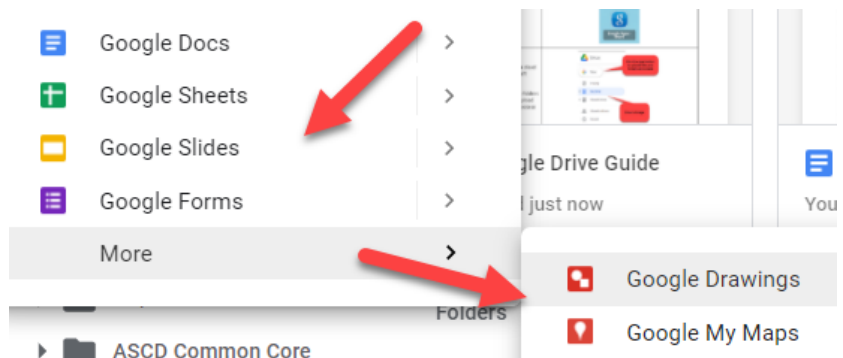 Google Docs
Google Sheets
Google Slides
gle Drive Guide
Google Forms
just now
You
More
Google Drawings
Folders
Google My Maps
ASCD Common Core